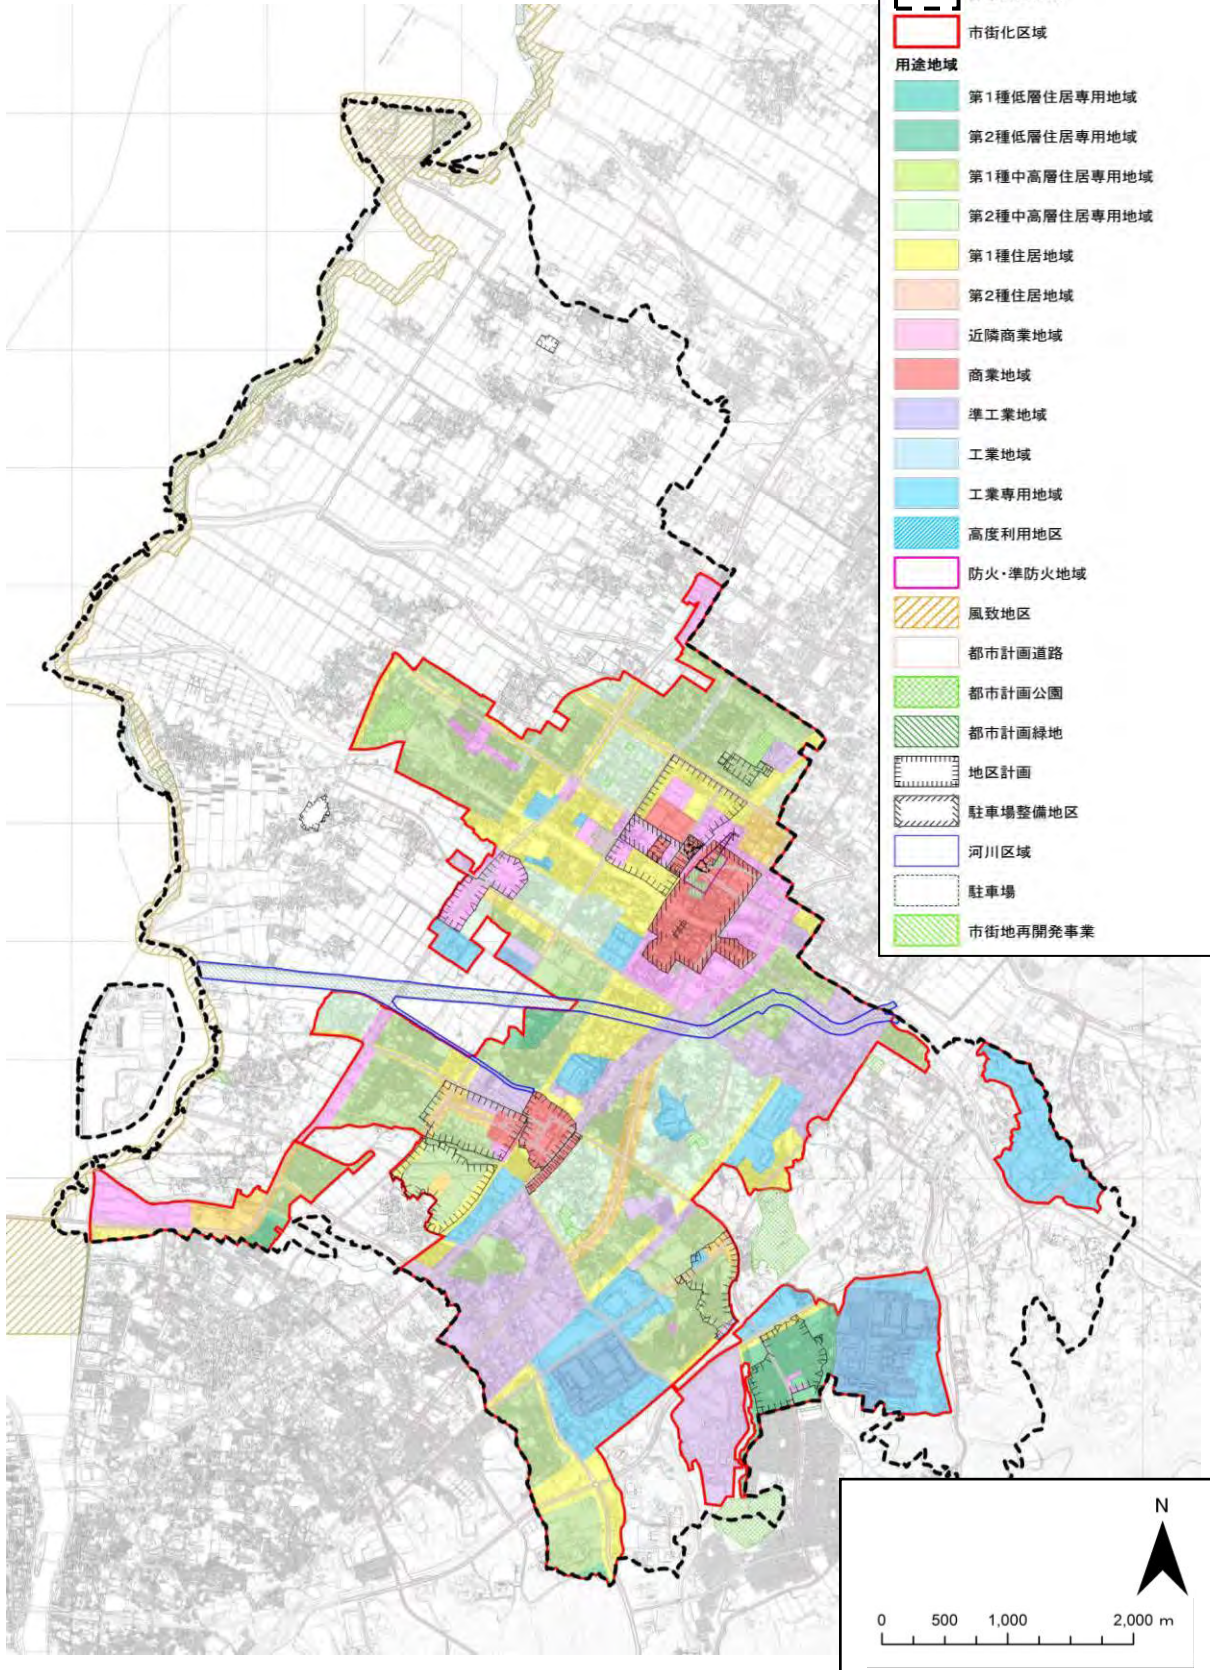 市街化区域
用途地域
第1種低層住居専用地域
第2種低層住居専用地域
第1種中高層住居専用地域
第2種中高層住居専用地域
第1種住居地域
第2種住居地域
近隣商業地域
商業地域
準工業地域
工業地域
工業専用地域
高度利用地区
防火・準防火地域
風致地区
都市計画道路
都市計画公園
都市計画緑地
地区計画
駐車場整備地区
河川区域
駐車場
市街地再開発事業
N
0 500 1,000 2,000 m